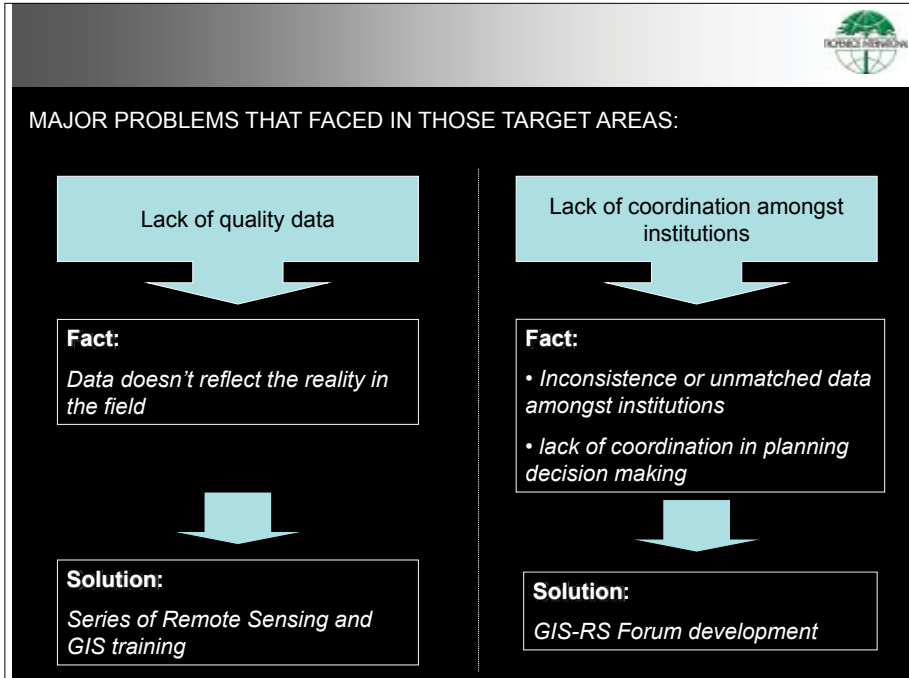 TROPENBOS INTERNATIONAL
MAJOR PROBLEMS THAT FACED IN THOSE TARGET AREAS:
Lack of quality data
Fact:
Data doesn’t reflect the reality in
the field
Solution:
Series of Remote Sensing and
GIS training
Lack of coordination amongst
institutions
Fact:
• Inconsistence or unmatched data
amongst institutions
• lack of coordination in planning
decision making
Solution:
GIS-RS Forum development